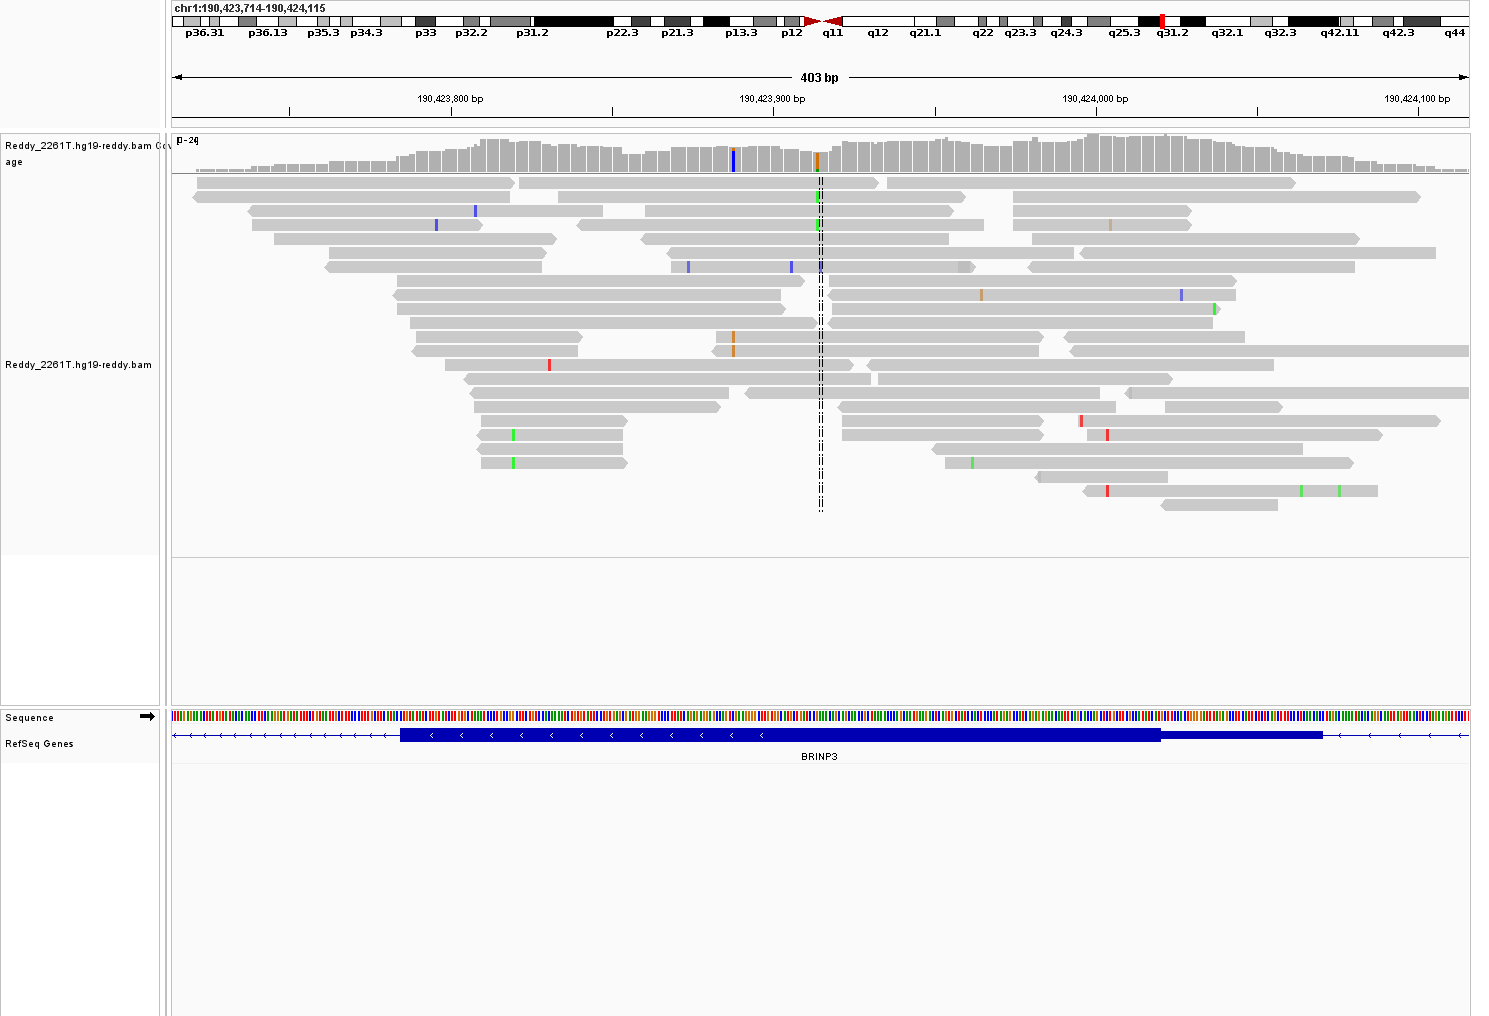 chr1:190,423,714-190,424,115
p36.31 p36.13 p35.3 p34.3 p33 p32.2 p31.2 p22.3 p21.3 p13.3 p12 q11 q12 q21.1 q22 q23.3 q24.3 q25.3 q31.2 q32.1 q32.3 q42.11 q42.3 q44
403 bp
190,423,800 bp 190,423,900 bp 190,424,000 bp 190,424,100 bp
Reddy_2261T.hg19-reddy.bam Cov
age
[0-24]
Reddy_2261T.hg19-reddy.bam
Sequence
RefSeq Genes
BRINP3